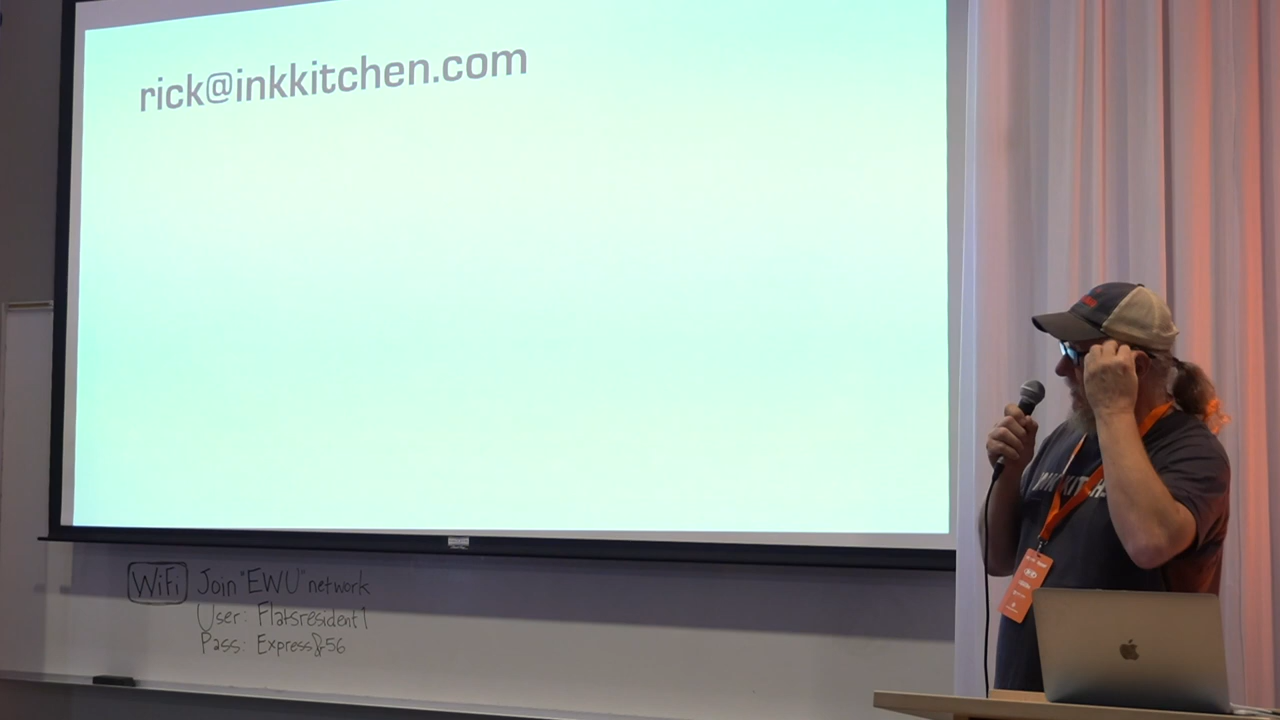 rick@inkkitchen.com
WiFi Join "EWU" network
User: Flatsresident1
Pass: Express&56